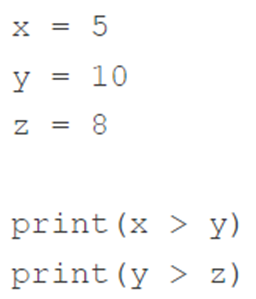 x = 5
y = 10
z = 8
print(x > y)
print(y > z)